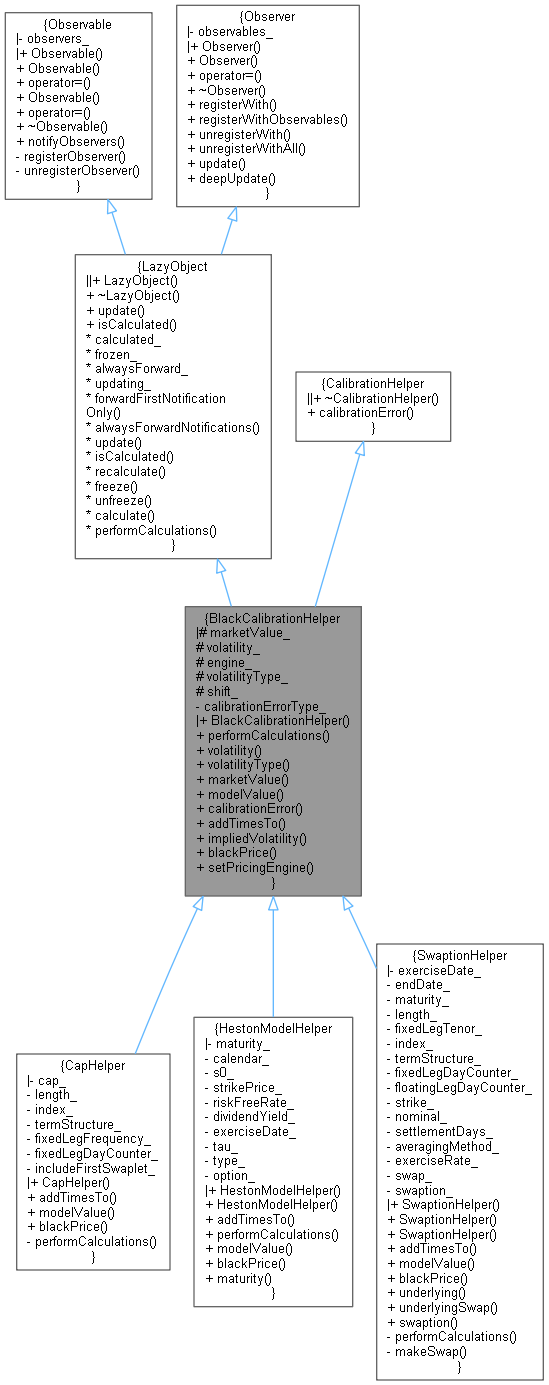 {Observable
|- observers_
|+ Observable()
+ Observable()
+ operator=()
+ Observable()
+ operator=()
+ ~Observable()
+ notifyObservers()
- registerObserver()
- unregisterObserver()
}
{Observer
|- observables_
|+ Observer()
+ Observer()
+ operator=()
+ ~Observer()
+ registerWith()
+ registerWithObservables()
+ unregisterWith()
+ unregisterWithAll()
+ update()
+ deepUpdate()
}
{LazyObject
||+ LazyObject()
+ ~LazyObject()
+ update()
+ isCalculated()
* calculated_
* frozen_
* alwaysForward_
* updating_
* forwardFirstNotification
Only()
* alwaysForwardNotifications()
* update()
* isCalculated()
* recalculate()
* freeze()
* unfreeze()
* calculate()
* performCalculations()
}
{CalibrationHelper
||+ ~CalibrationHelper()
+ calibrationError()
}
{BlackCalibrationHelper
|# marketValue_
# volatility_
# engine_
# volatilityType_
# shift_
- calibrationErrorType_
|+ BlackCalibrationHelper()
+ performCalculations()
+ volatility()
+ volatilityType()
+ marketValue()
+ modelValue()
+ calibrationError()
+ addTimesTo()
+ impliedVolatility()
+ blackPrice()
+ setPricingEngine()
}
{CapHelper
|- cap_
- length_
- index_
- termStructure_
- fixedLegFrequency_
- fixedLegDayCounter_
- includeFirstSwaplet_
|+ CapHelper()
+ addTimesTo()
+ modelValue()
+ blackPrice()
- performCalculations()
}
{HestonModelHelper
|- maturity_
- calendar_
- s0_
- strikePrice_
- riskFreeRate_
- dividendYield_
- exerciseDate_
- tau_
- type_
- option_
|+ HestonModelHelper()
+ HestonModelHelper()
+ addTimesTo()
+ performCalculations()
+ modelValue()
+ blackPrice()
+ maturity()
}
{SwaptionHelper
|- exerciseDate_
- endDate_
- maturity_
- length_
- fixedLegTenor_
- index_
- termStructure_
- fixedLegDayCounter_
- floatingLegDayCounter_
- strike_
- nominal_
- settlementDays_
- averagingMethod_
- exerciseRate_
- swap_
- swaption_
|+ SwaptionHelper()
+ SwaptionHelper()
+ SwaptionHelper()
+ addTimesTo()
+ modelValue()
+ blackPrice()
+ underlying()
+ underlyingSwap()
+ swaption()
- performCalculations()
- makeSwap()
}